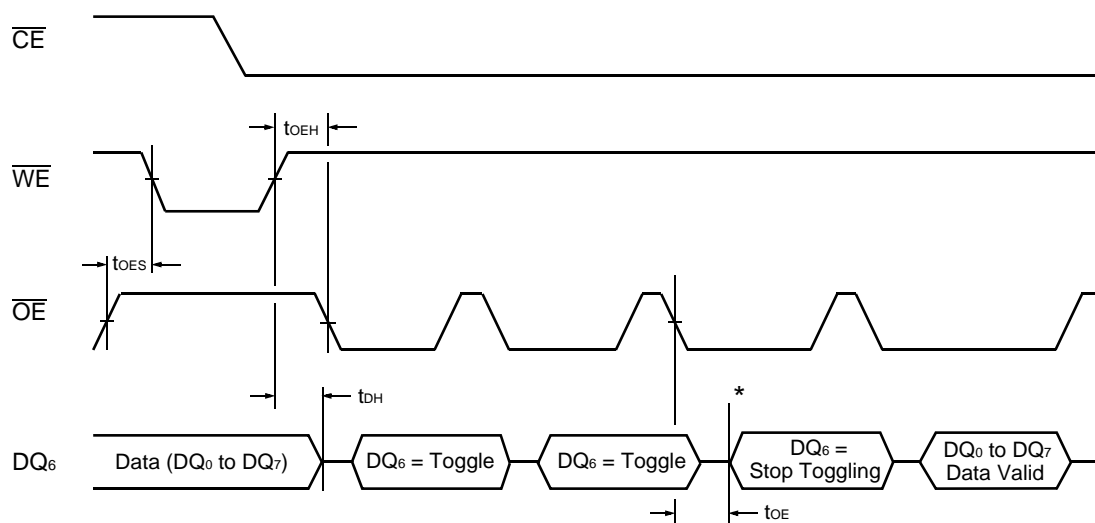 CE
tOEH
WE
tOES
OE
tDH
*
DQ6
Data (DQ0 to DQ7)
DQ6 = Toggle
DQ6 = Toggle
DQ6 =
Stop Toggling
DQ0 to DQ7
Data Valid
tOE